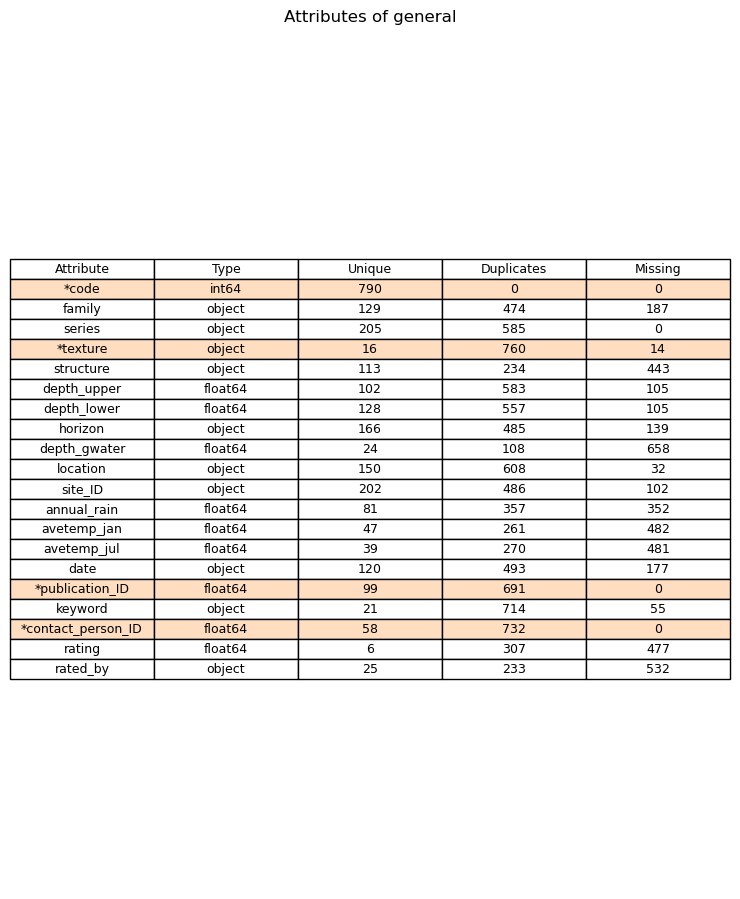 Attributes of general
Attribute Type Unique Duplicates Missing
*code int64 790 0 0
family object 129 474 187
series object 205 585 0
*texture object 16 760 14
structure object 113 234 443
depth_upper float64 102 583 105
depth_lower float64 128 557 105
horizon object 166 485 139
depth_gwater float64 24 108 658
location object 150 608 32
site_ID object 202 486 102
annual_rain float64 81 357 352
avetemp_jan float64 47 261 482
avetemp_jul float64 39 270 481
date object 120 493 177
*publication_ID float64 99 691 0
keyword object 21 714 55
*contact_person_ID float64 58 732 0
rating float64 6 307 477
rated_by object 25 233 532